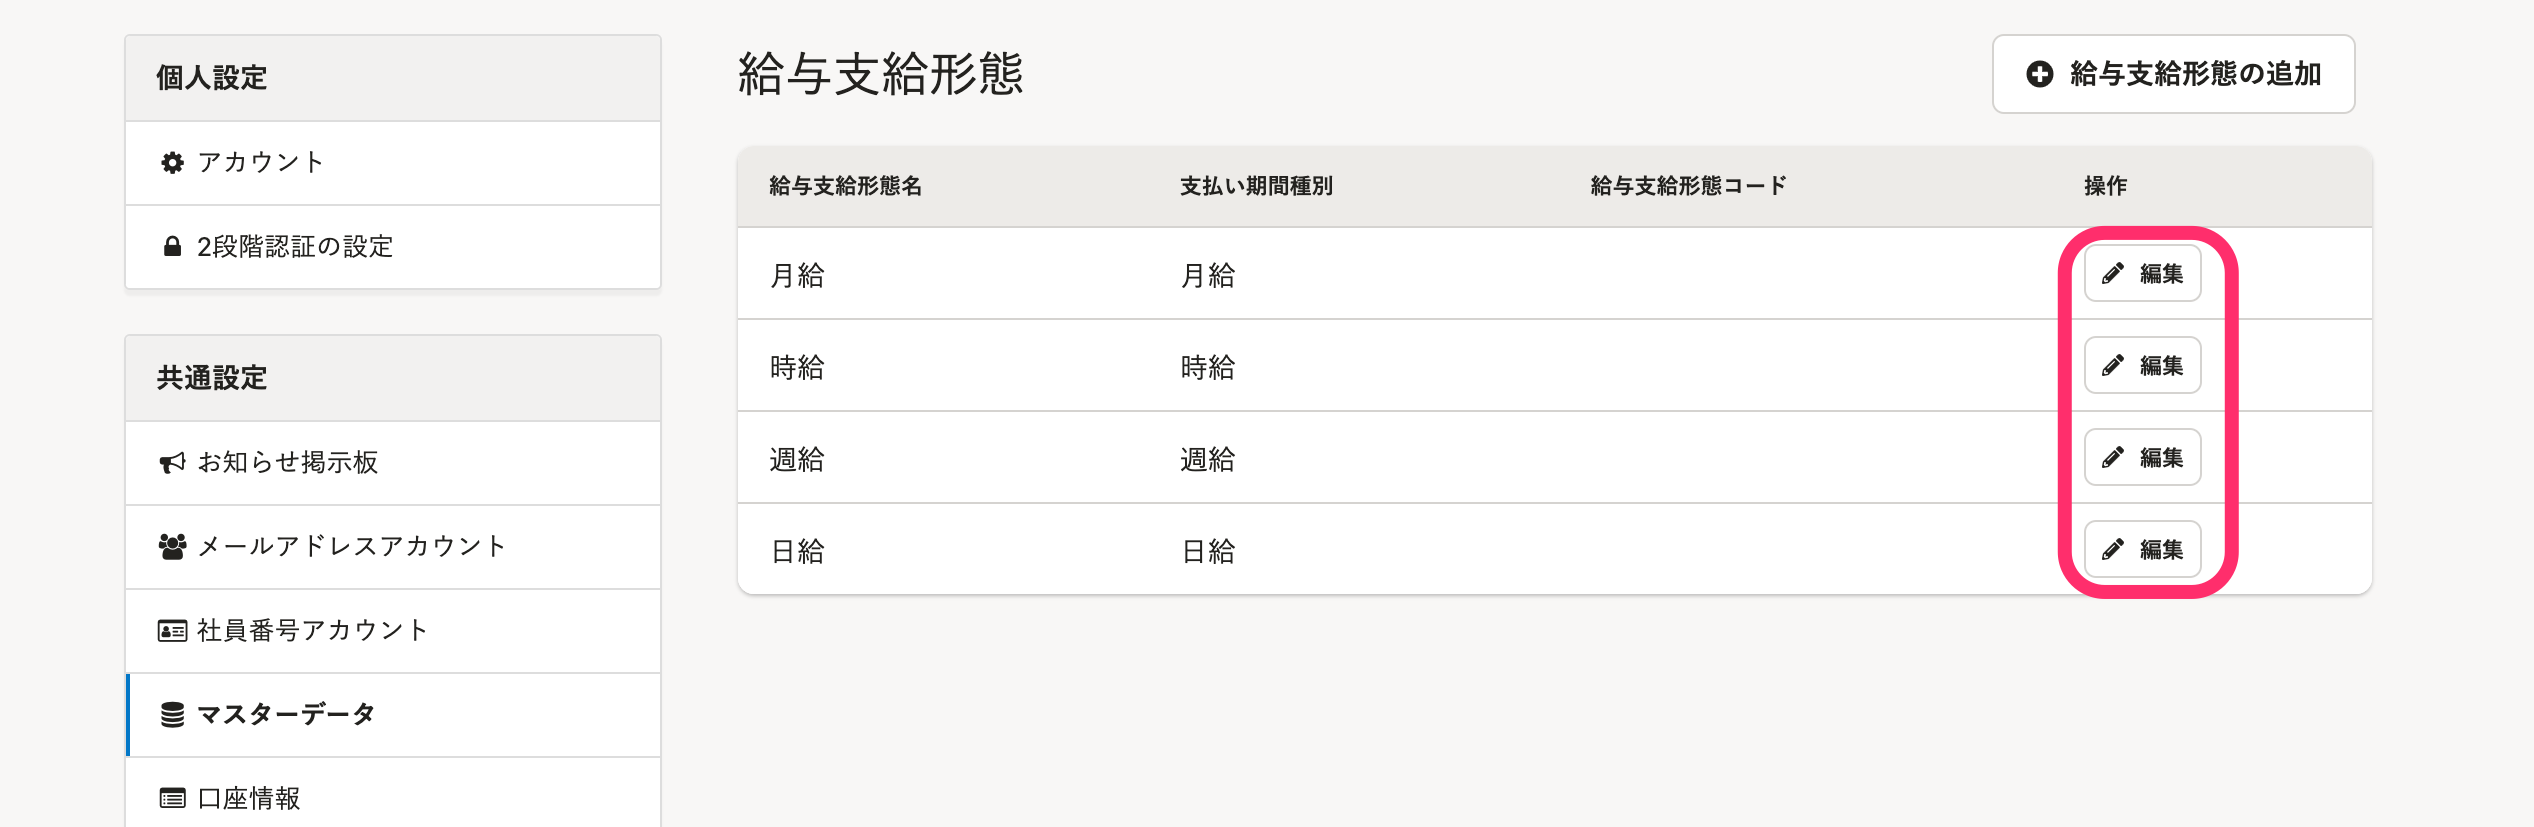 個人設定
アカウント
2段階認証の設定
共通設定
お知らせ掲示板
メールアドレスアカウント
社員番号アカウント
マスターデータ
口座情報
給与支給形態
給与支給形態の追加
給与支給形態名 支払い期間種別 給与支給形態コード 操作
月給 月給 編集
時給 時給 編集
週給 週給 編集
日給 日給 編集